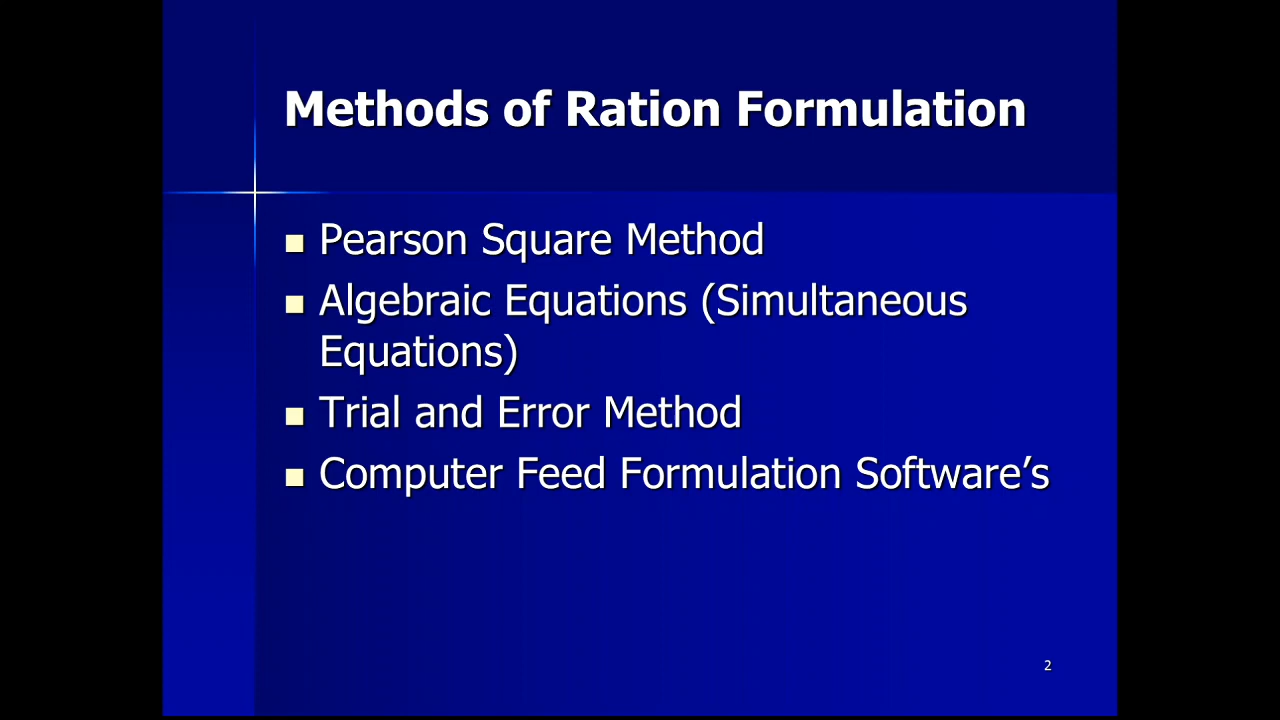 Methods of Ration Formulation
Pearson Square Method
Algebraic Equations (Simultaneous
Equations)
Trial and Error Method
Computer Feed Formulation Software’s
2